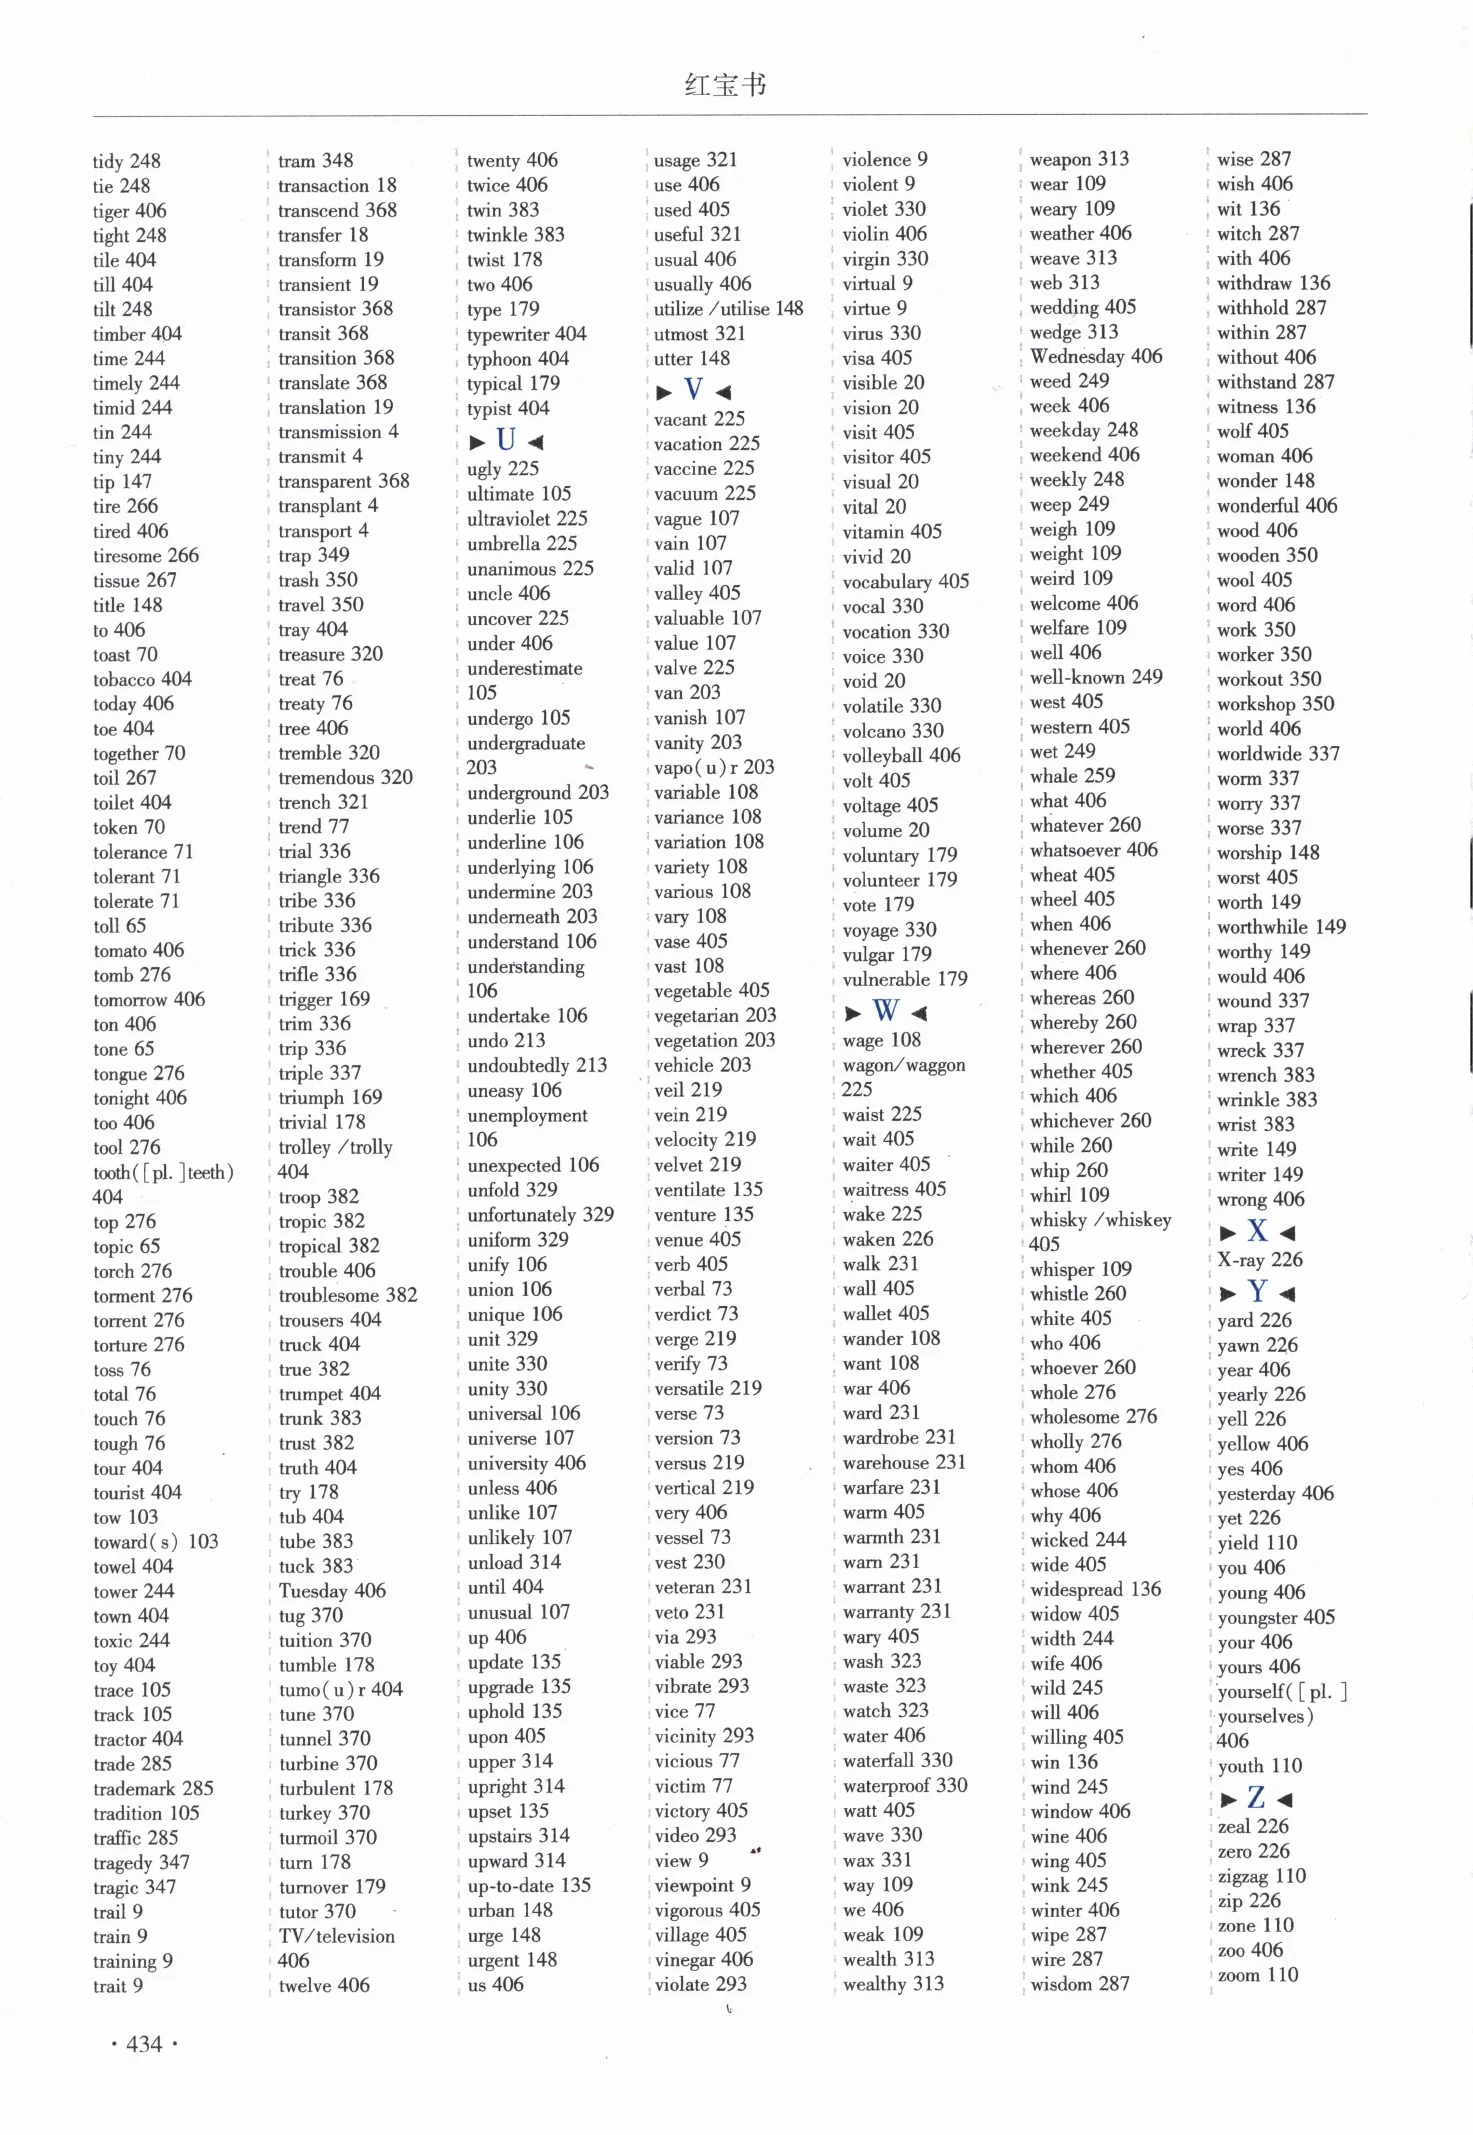 红宝书
tidy 248
tie 248
tiger 406
tight 248
tile 404
till 404
tilt 248
timber 404
time 244
timely 244
timid 244
tin 244
tiny 244
tip 147
tire 266
tired 406
tiresome 266
tissue 267
title 148
to 406
toast 70
tobacco 404
today 406
toe 404
together 70
toil 267
toilet 404
token 70
tolerance 71
tolerant 71
tolerate 71
toll 65
tomato 406
tomb 276
tomorrow 406
ton 406
tone 65
tongue 276
tonight 406
too 406
tool 276
tooth([pl. ]teeth)
404
top 276
topic 65
torch 276
torment 276
torrent 276
torture 276
toss 76
total 76
touch 76
tough 76
tour 404
tourist 404
tow 103
toward(s) 103
towel 404
tower 244
town 404
toxic 244
toy 404
trace 105
track 105
tractor 404
trade 285
trademark 285
tradition 105
traffic 285
tragedy 347
tragic 347
trail 9
train 9
training 9
trait 9
tram 348
transaction 18
transcend 368
transfer 18
transform 19
transient 19
transistor 368
transit 368
transition 368
translate 368
translation 19
transmission 4
transmit 4
transparent 368
transplant 4
transport 4
trap 349
trash 350
travel 350
tray 404
treasure 320
treat 76
treaty 76
tree 406
tremble 320
tremendous 320
trench 321
trend 77
trial 336
triangle 336
tribe 336
tribute 336
trick 336
trifle 336
trigger 169
trim 336
trip 336
triple 337
triumph 169
trivial 178
trolley /trolly
404
troop 382
tropic 382
tropical 382
trouble 406
troublesome 382
trousers 404
truck 404
true 382
trumpet 404
trunk 383
trust 382
truth 404
try 178
tub 404
tube 383
tuck 383
Tuesday 406
tug 370
tuition 370
tumble 178
tumo(u)r 404
tune 370
tunnel 370
turbine 370
turbulent 178
turkey 370
turmoil 370
turn 178
turnover 179
tutor 370
TV/television
406
twelve 406
twenty 406
twice 406
twin 383
twinkle 383
twist 178
two 406
type 179
typewriter 404
typhoon 404
typical 179
typist 404
►U◄
ugly 225
ultimate 105
ultraviolet 225
umbrella 225
unanimous 225
uncle 406
uncover 225
under 406
underestimate
105
undergo 105
undergraduate
203
underground 203
underlie 105
underline 106
underlying 106
undermine 203
underneath 203
understand 106
understanding
106
undertake 106
undo 213
undoubtedly 213
uneasy 106
unemployment
106
unexpected 106
unfold 329
unfortunately 329
uniform 329
unify 106
union 106
unique 106
unit 329
unite 330
unity 330
universal 106
universe 107
university 406
unless 406
unlike 107
unlikely 107
unload 314
until 404
unusual 107
up 406
update 135
upgrade 135
uphold 135
upon 405
upper 314
upright 314
upset 135
upstairs 314
upward 314
up-to-date 135
urban 148
urge 148
urgent 148
us 406
usage 321
use 406
used 405
useful 321
usual 406
usually 406
utilize /utilise 148
utmost 321
utter 148
►V◄
vacant 225
vacation 225
vaccine 225
vacuum 225
vague 107
vain 107
valid 107
valley 405
valuable 107
value 107
valve 225
van 203
vanish 107
vanity 203
vapo(u)r 203
variable 108
variance 108
variation 108
variety 108
various 108
vary 108
vase 405
vast 108
vegetable 405
vegetarian 203
vegetation 203
vehicle 203
veil 219
vein 219
velocity 219
velvet 219
ventilate 135
venture 135
venue 405
verb 405
verbal 73
verdict 73
verge 219
verify 73
versatile 219
verse 73
version 73
versus 219
vertical 219
very 406
vessel 73
vest 230
veteran 231
veto 231
via 293
viable 293
vibrate 293
vice 77
vicinity 293
vicious 77
victim 77
victory 405
video 293
view 9
viewpoint 9
vigorous 405
village 405
vinegar 406
violate 293
violence 9
violent 9
violet 330
violin 406
virgin 330
virtual 9
virtue 9
virus 330
visa 405
visible 20
vision 20
visit 405
visitor 405
visual 20
vital 20
vitamin 405
vivid 20
vocabulary 405
vocal 330
vocation 330
voice 330
void 20
volatile 330
volcano 330
volleyball 406
volt 405
voltage 405
volume 20
voluntary 179
volunteer 179
vote 179
voyage 330
vulgar 179
vulnerable 179
►W◄
wage 108
wagon/waggon
225
waist 225
wait 405
waiter 405
waitress 405
wake 225
waken 226
walk 231
wall 405
wallet 405
wander 108
want 108
war 406
ward 231
wardrobe 231
warehouse 231
warfare 231
warm 405
warmth 231
warn 231
warrant 231
warranty 231
wary 405
wash 323
waste 323
watch 323
water 406
waterfall 330
waterproof 330
watt 405
wave 330
wax 331
way 109
we 406
weak 109
wealth 313
wealthy 313
weapon 313
wear 109
weary 109
weather 406
weave 313
web 313
wedding 405
wedge 313
Wednesday 406
weed 249
week 406
weekday 248
weekend 406
weekly 248
weep 249
weigh 109
weight 109
weird 109
welcome 406
welfare 109
well 406
well-known 249
west 405
western 405
wet 249
whale 259
what 406
whatever 260
whatsoever 406
wheat 405
wheel 405
when 406
whenever 260
where 406
whereas 260
whereby 260
wherever 260
whether 405
which 406
whichever 260
while 260
whip 260
whirl 109
whisky /whiskey
405
whisper 109
whistle 260
white 405
who 406
whoever 260
whole 276
wholesome 276
wholly 276
whom 406
whose 406
why 406
wicked 244
wide 405
widespread 136
widow 405
width 244
wife 406
wild 245
will 406
willing 405
win 136
wind 245
window 406
wine 406
wing 405
wink 245
winter 406
wipe 287
wire 287
wisdom 287
wise 287
wish 406
wit 136
witch 287
with 406
withdraw 136
withhold 287
within 287
without 406
withstand 287
witness 136
wolf 405
woman 406
wonder 148
wonderful 406
wood 406
wooden 350
wool 405
word 406
work 350
worker 350
workout 350
workshop 350
world 406
worldwide 337
worm 337
worry 337
worse 337
worship 148
worst 405
worth 149
worthwhile 149
worthy 149
would 406
wound 337
wrap 337
wreck 337
wrench 383
wrinkle 383
wrist 383
write 149
writer 149
wrong 406
►X◄
X-ray 226
►Y◄
yard 226
yawn 226
year 406
yearly 226
yell 226
yellow 406
yes 406
yesterday 406
yet 226
yield 110
you 406
young 406
youngster 405
your 406
yours 406
yourself([pl. ]
yourselves)
406
youth 110
►Z◄
zeal 226
zero 226
zigzag 110
zip 226
zone 110
zoo 406
zoom 110
· 434 ·